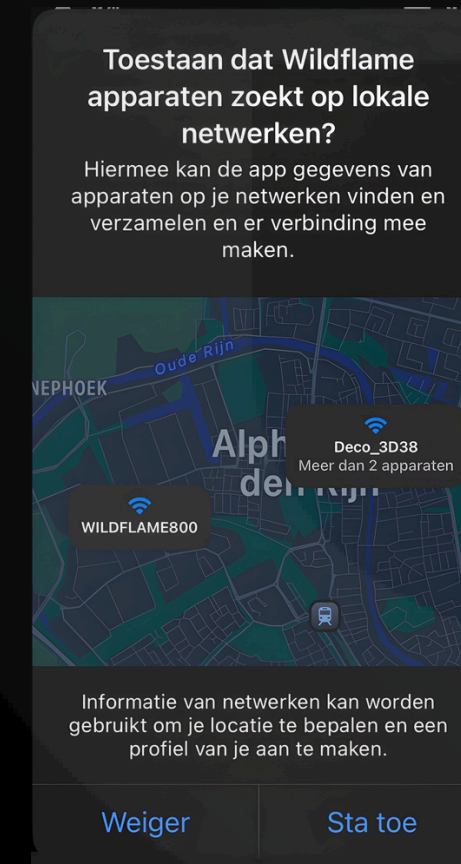 Toestaan dat Wildflame
apparaten zoekt op lokale
netwerken?
Hiermee kan de app gegevens van
apparaten op je netwerken vinden en
verzamelen en er verbinding mee
maken.
Oude Rijn
NEPHOEK
Alph
Deco_3D38
Meer dan 2 apparaten
den Rijn
WILDFLAME800
Informatie van netwerken kan worden
gebruikt om je locatie te bepalen en een
profiel van je aan te maken.
Weiger
Sta toe